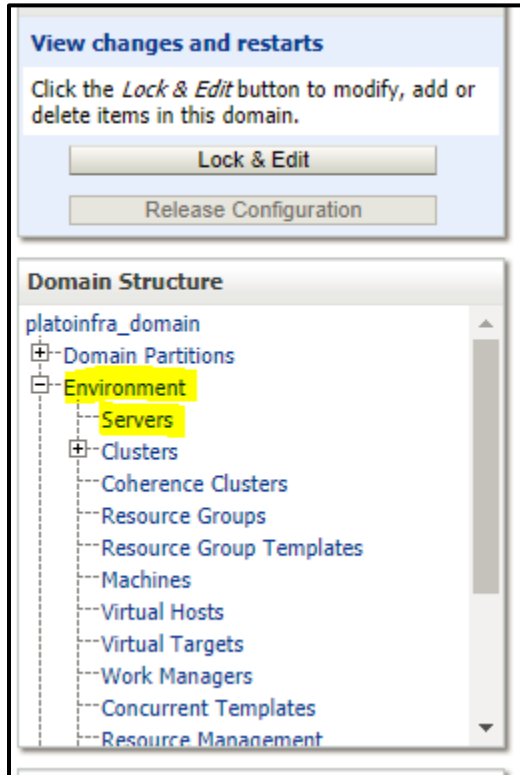 View changes and restarts
Click the Lock & Edit button to modify, add or
delete items in this domain.
Lock & Edit
Release Configuration
Domain Structure
platoinfra_domain
Domain Partitions
Environment
Servers
Clusters
Coherence Clusters
Resource Groups
Resource Group Templates
Machines
Virtual Hosts
Virtual Targets
Work Managers
Concurrent Templates
Resource Management